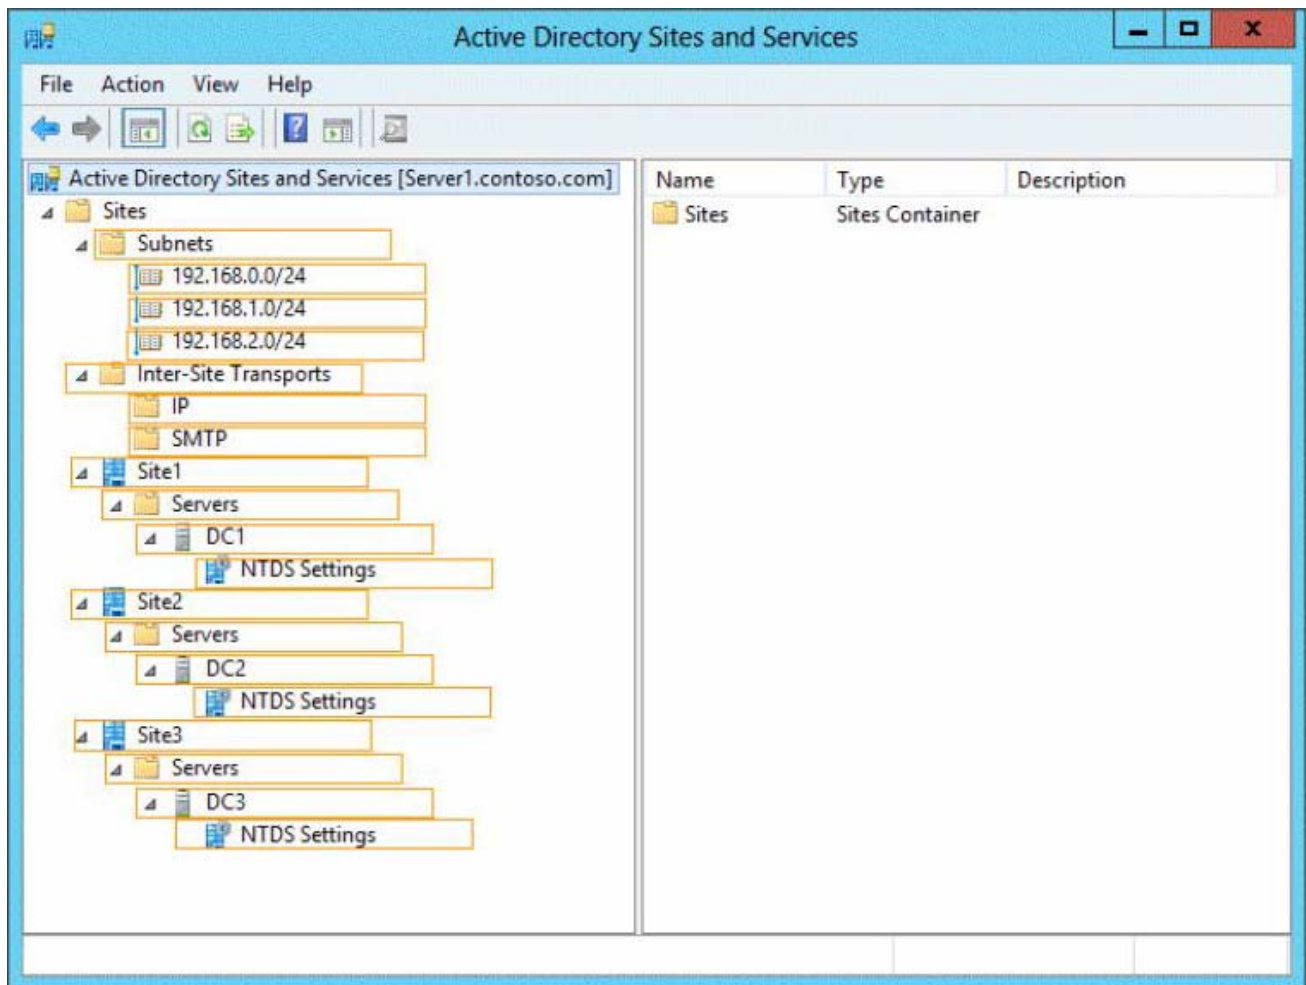 Active Directory Sites and Services
File Action View Help
Active Directory Sites and Services [Server1.contoso.com]
Sites
Subnets
192.168.0.0/24
192.168.1.0/24
192.168.2.0/24
Inter-Site Transports
IP
SMTP
Site1
Servers
DC1
NTDS Settings
Site2
Servers
DC2
NTDS Settings
Site3
Servers
DC3
NTDS Settings
Name Type Description
Sites Sites Container